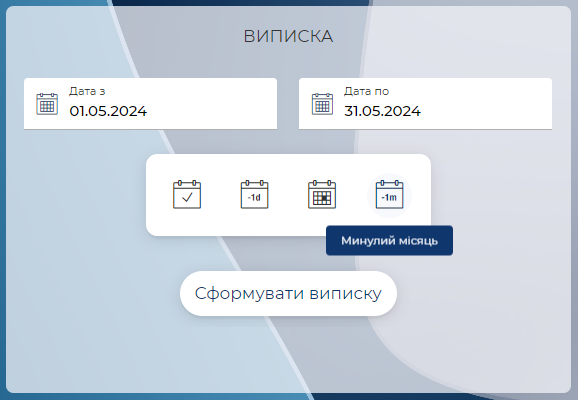 ВИПИСКА
Дата з
01.05.2024
Дата по
31.05.2024
-1d
-1m
Минулий місяць
Сформувати виписку